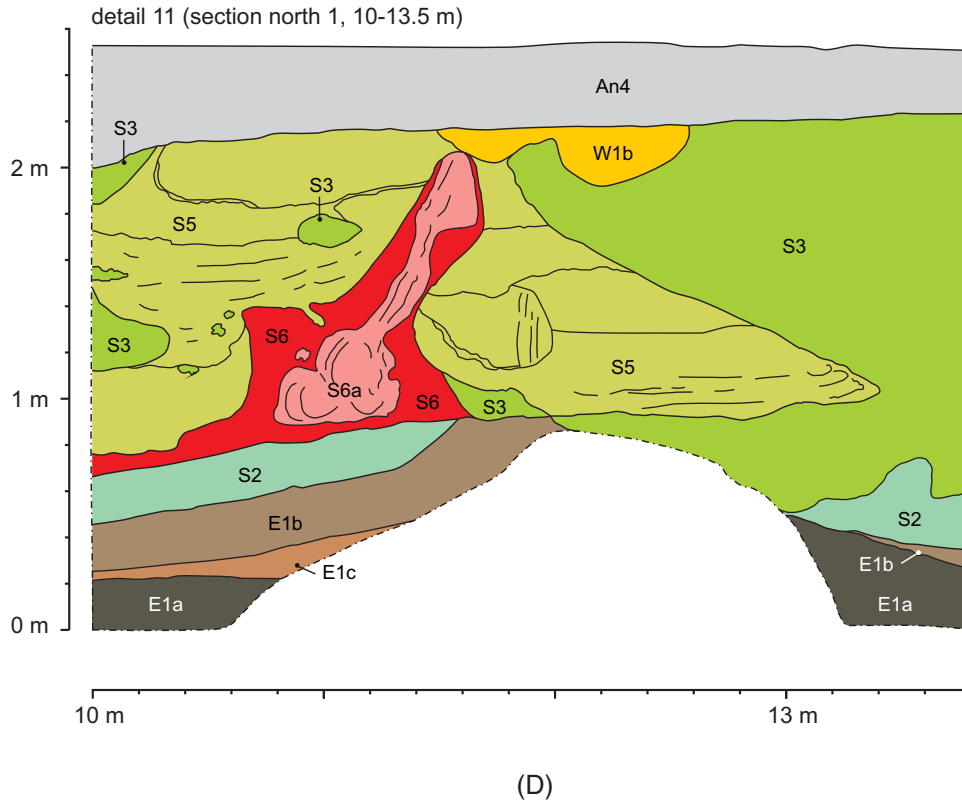 detail 11 (section north 1, 10-13.5 m)
An4
S3
W1b
2 m
S3
S5
S3
S3
S6
S5
S6a
1 m
S6
S3
S2
S2
E1b
E1b
E1c
E1a
E1a
0 m
10 m
13 m
(D)